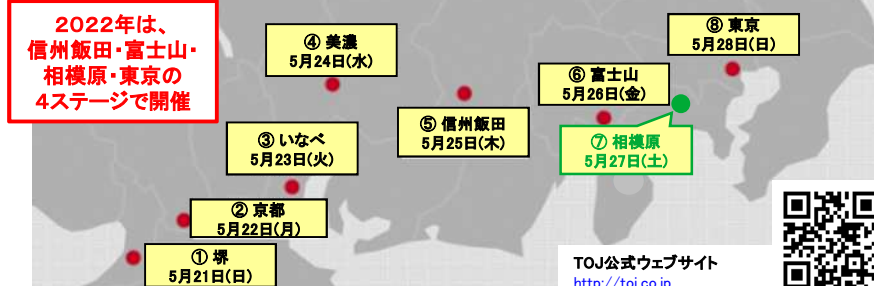 2022年は、
信州飯田・富士山・
相模原・東京の
4ステージで開催
⑧ 東京
5月28日(日)
④ 美濃
5月24日(水)
⑥ 富士山
5月26日(金)
⑤ 信州飯田
5月25日(木)
③ いなべ
5月23日(火)
⑦ 相模原
5月27日(土)
② 京都
5月22日(月)
① 堺
5月21日(日)
TOJ公式ウェブサイト
http://toj.co.jp